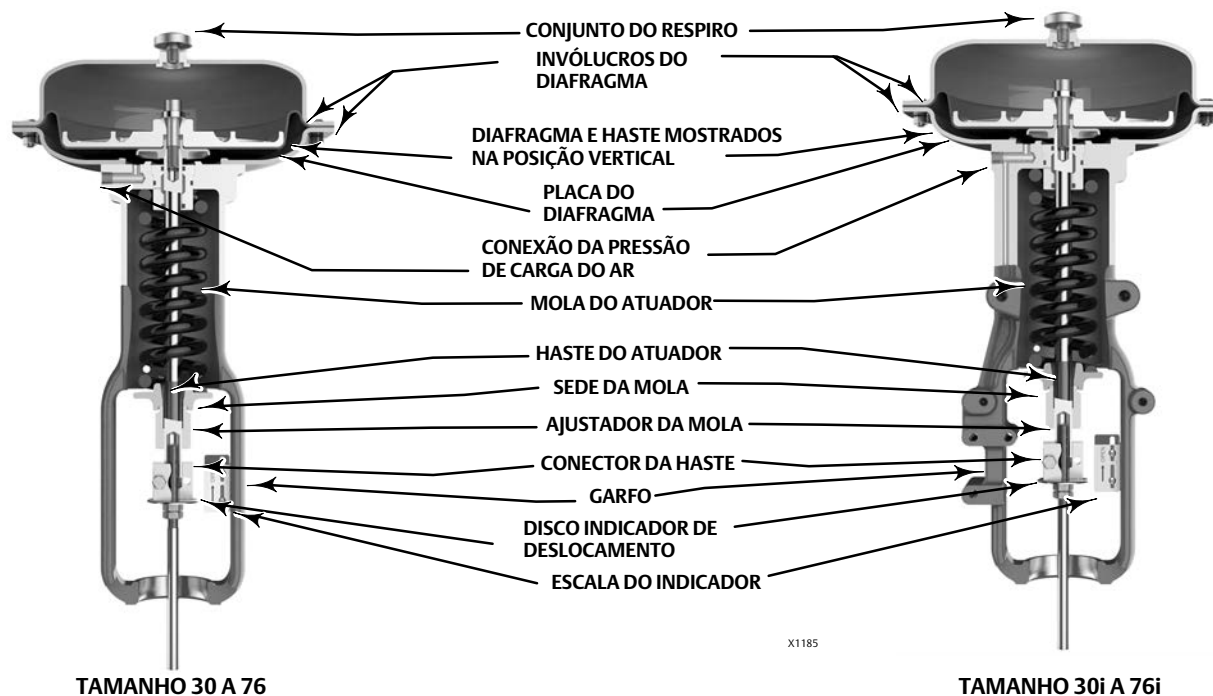 CONJUNTO DO RESPIRO
INVÓLUCROS DO
DIAFRAGMA
DIAFRAGMA E HASTE MOSTRADOS
NA POSIÇÃO VERTICAL
PLACA DO
DIAFRAGMA
CONEXÃO DA PRESSÃO
DE CARGA DO AR
MOLA DO ATUADOR
HASTE DO ATUADOR
SEDE DA MOLA
AJUSTADOR DA MOLA
CONECTOR DA HASTE
GARFO
DISCO INDICADOR DE
DESLOCAMENTO
ESCALA DO INDICADOR
X1185
TAMANHO 30 A 76
TAMANHO 30i A 76i